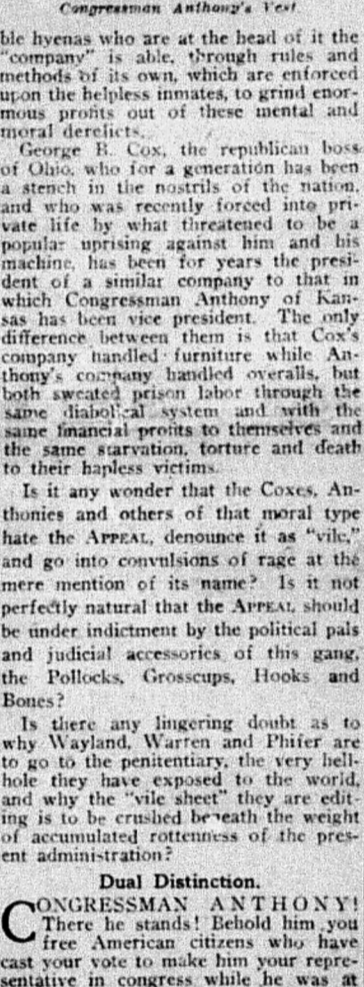 Congressman Anthony's Vest
ble hyenas who are at the head of it the
"company" is able, through rules and
methods of its own, which are enforced
upon the helpless inmates, to grind enor-
mous profits out of these mental and
moral derelicts.
George B. Cox, the republican boss
of Ohio, who for a generation has been
a stench in the nostrils of the nation,
and who was recently forced into pri-
vate life by what threatened to be a
popular uprising against him and his
machine, has been for years the presi-
dent of a similar company to that in
which Congressman Anthony of Kan-
sas has been vice president. The only
difference between them is that Cox's
company handled furniture while An-
thony's company handled overalls, but
both sweated prison labor through the
same diabolical system and with the
same financial profits to themselves and
the same starvation, torture and death
to their hapless victims.
Is it any wonder that the Coxes, An-
thonies and others of that moral type
hate the APPEAL, denounce it as "vile,"
and go into convulsions of rage at the
mere mention of its name? Is it not
perfectly natural that the APPEAL should
be under indictment by the political pals
and judicial accessories of this gang,
the Pollocks, Grosscups, Hooks and
Bones?
Is there any lingering doubt as to
why Wayland, Warren and Phifer are
to go to the penitentiary, the very hell-
hole they have exposed to the world,
and why the "vile sheet" they are edit-
ing is to be crushed beneath the weight
of accumulated rottenness of the pres-
ent administration?
Dual Distinction.
CONGRESSMAN ANTHONY!
There he stands! Behold him you
free American citizens who have
cast your vote to make him your repre-
sentative in congress while he was at